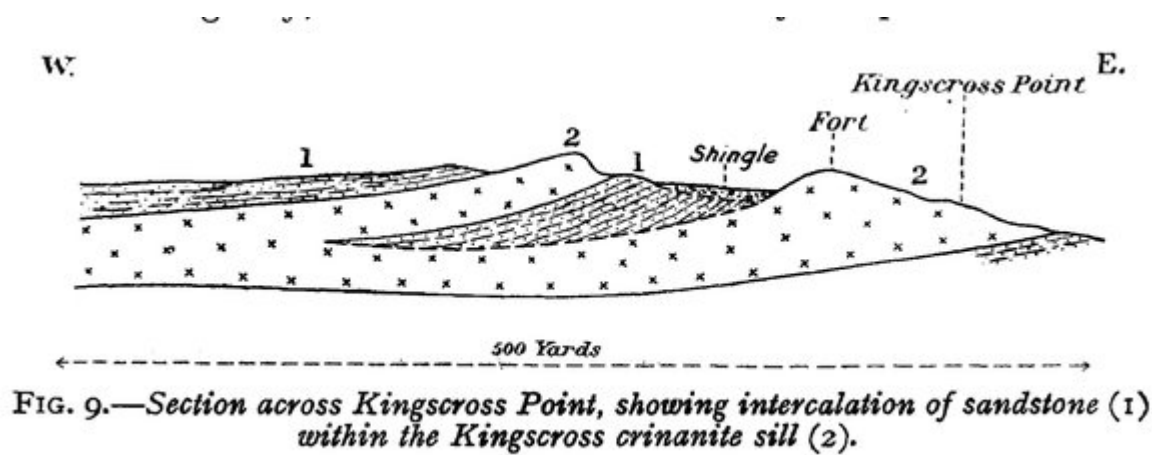 W.
E.
Kingscross Point
Fort
2
1
Shingle
1
2
500 Yards
FIG. 9.—Section across Kingscross Point, showing intercalation of sandstone (1)
within the Kingscross crinanite sill (2).